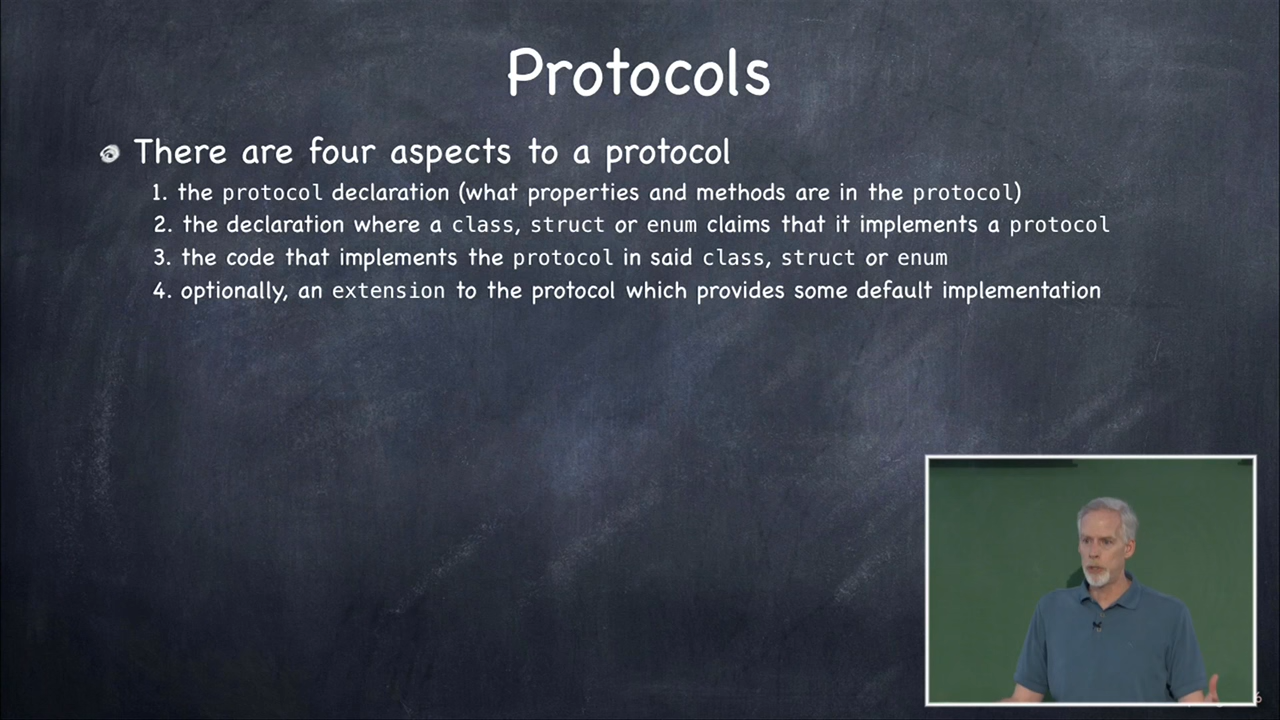 Protocols
There are four aspects to a protocol
1. the protocol declaration (what properties and methods are in the protocol)
2. the declaration where a class, struct or enum claims that it implements a protocol
3. the code that implements the protocol in said class, struct or enum
4. optionally, an extension to the protocol which provides some default implementation
6